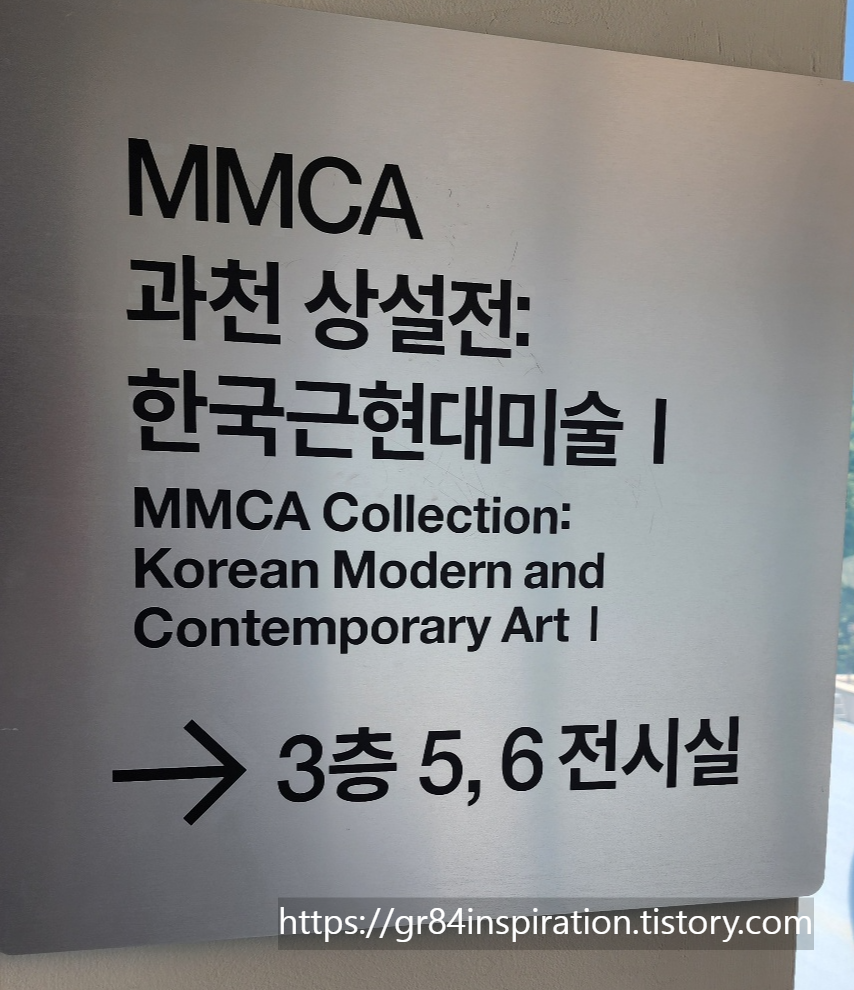 MMCA
과천 상설전:
한국근현대미술 I
MMCA Collection:
Korean Modern and
Contemporary Art I
→ 3층 5, 6 전시실
https://gr84inspiration.tistory.com